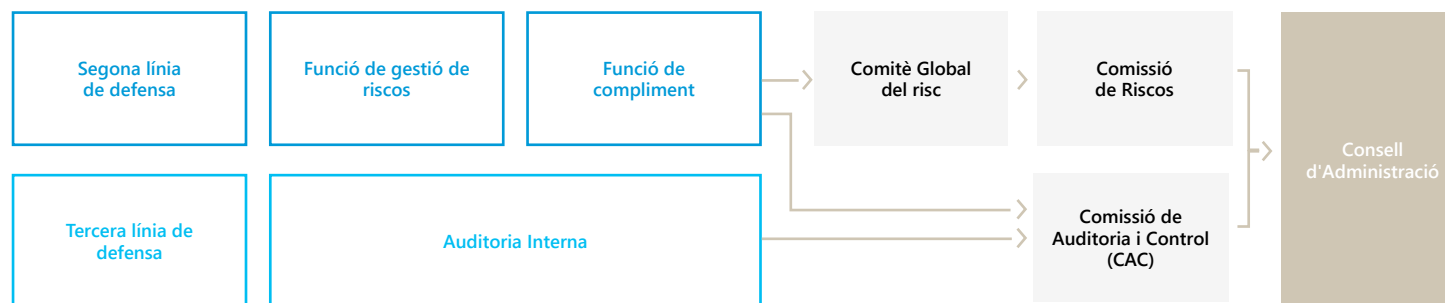 Segona línia
de defensa
Funció de gestió de
riscos
Funció de
compliment
Comitè Global
del risc
Comissió
de Riscos
Consell
d'Administració
Tercera línia de
defensa
Auditoria Interna
Comissió de
Auditoria i Control
(CAC)